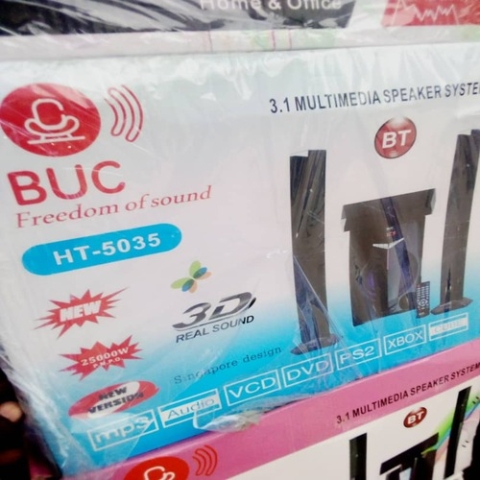 Home & Office
3.1 MULTIMEDIA SPEAKER SYSTE
BT
BUC
Freedom of sound
HT-5035
NEW
3D
REAL SOUND
25000W
P.M.P.O
Singapore design
NEW
VERSION
mp3 Audio VCD DVD PS2 XBOX
3.1 MULTIMEDIA SPEAKER SYSTEM
BT